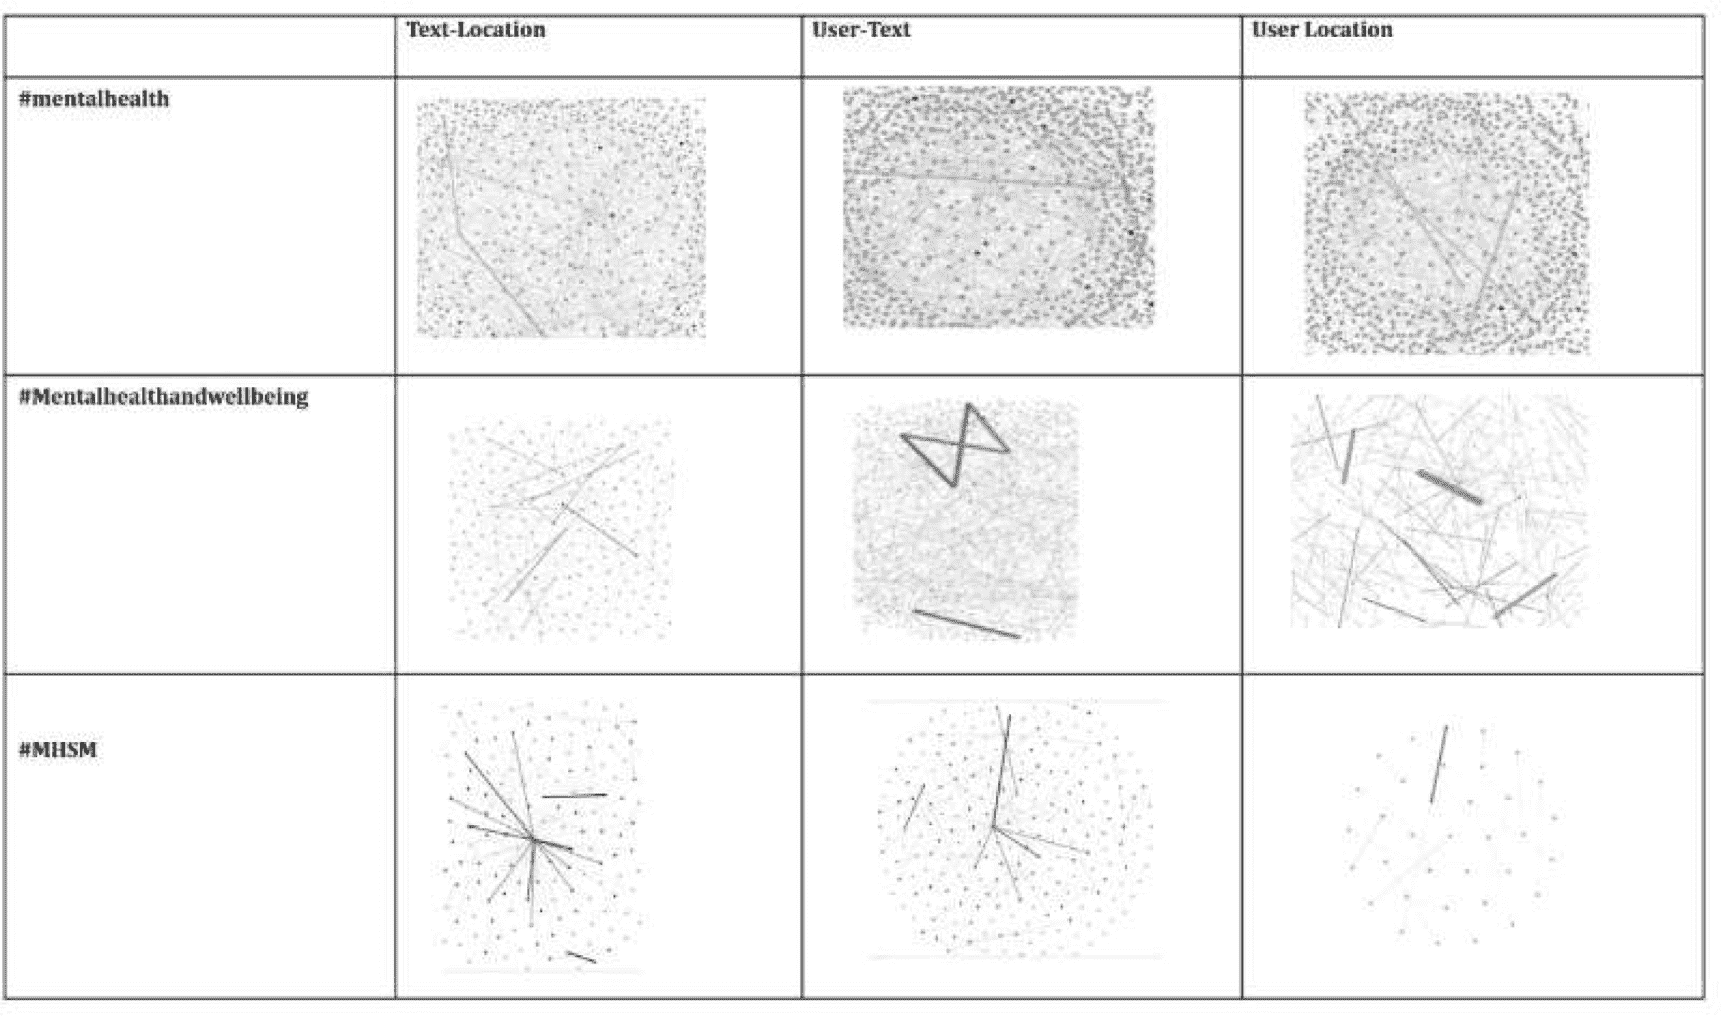 Text-Location
User-Text
User Location
#mentalhealth
#Mentalhealthandwellbeing
#MHSM